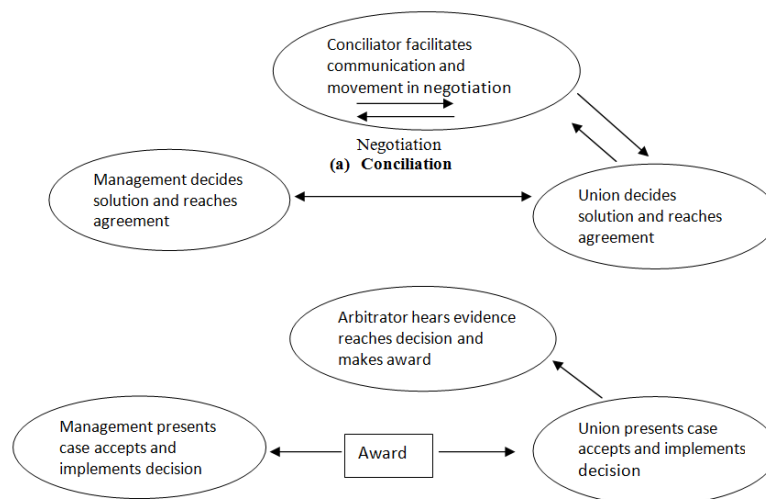 Conciliator facilitates
communication and
movement in negotiation
Negotiation
(a) Conciliation
Management decides
solution and reaches
agreement
Union decides
solution and reaches
agreement
Arbitrator hears evidence
reaches decision and
makes award
Management presents
case accepts and
implements decision
Award
Union presents case
accepts and implements
decision